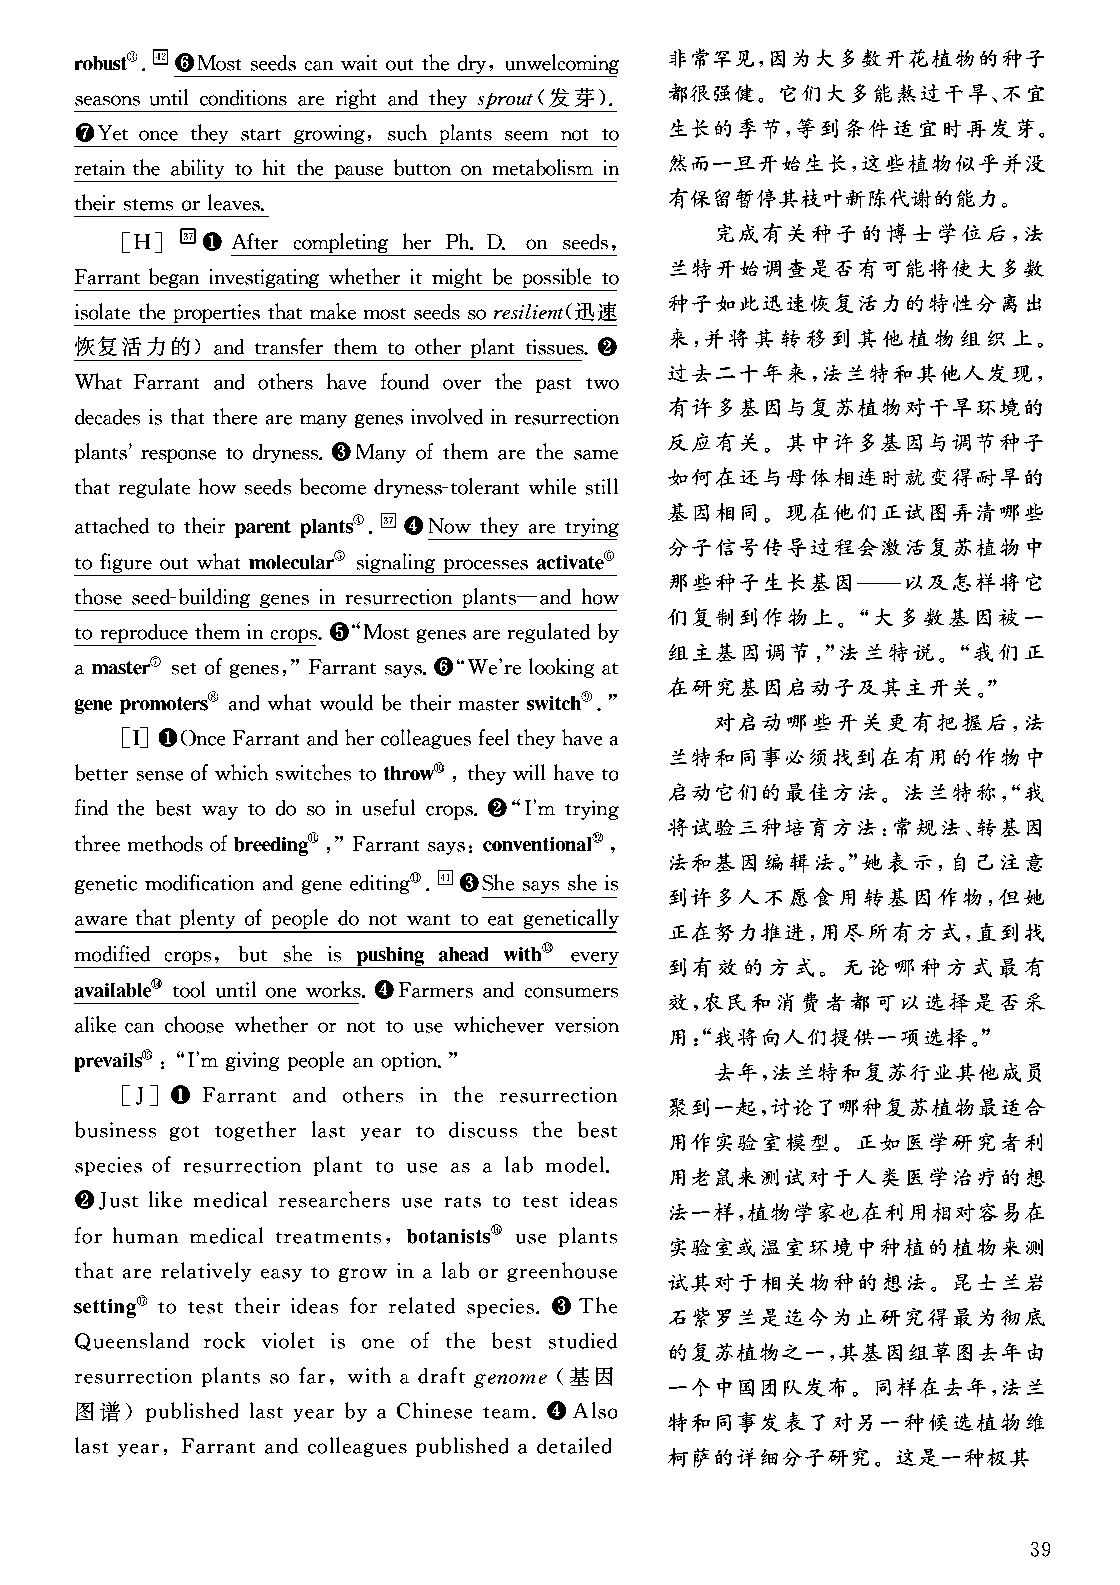 robust③. [42] ❻Most seeds can wait out the dry, unwelcoming
seasons until conditions are right and they sprout(发芽).
❼Yet once they start growing, such plants seem not to
retain the ability to hit the pause button on metabolism in
their stems or leaves.
[H] [37] ❶ After completing her Ph. D. on seeds,
Farrant began investigating whether it might be possible to
isolate the properties that make most seeds so resilient(迅速
恢复活力的) and transfer them to other plant tissues. ❷
What Farrant and others have found over the past two
decades is that there are many genes involved in resurrection
plants' response to dryness. ❸Many of them are the same
that regulate how seeds become dryness-tolerant while still
attached to their parent plants④. [37] ❹Now they are trying
to figure out what molecular⑤ signaling processes activate⑥
those seed-building genes in resurrection plants—and how
to reproduce them in crops. ❺“Most genes are regulated by
a master⑦ set of genes,” Farrant says. ❻“We're looking at
gene promoters⑧ and what would be their master switch⑨.”
[I] ❶Once Farrant and her colleagues feel they have a
better sense of which switches to throw⑩, they will have to
find the best way to do so in useful crops. ❷“I'm trying
three methods of breeding⑪,” Farrant says: conventional⑫,
genetic modification and gene editing⑬. [41] ❸She says she is
aware that plenty of people do not want to eat genetically
modified crops, but she is pushing ahead with⑬ every
available⑭ tool until one works. ❹Farmers and consumers
alike can choose whether or not to use whichever version
prevails⑮: “I'm giving people an option.”
[J] ❶ Farrant and others in the resurrection
business got together last year to discuss the best
species of resurrection plant to use as a lab model.
❷Just like medical researchers use rats to test ideas
for human medical treatments, botanists⑯ use plants
that are relatively easy to grow in a lab or greenhouse
setting⑰ to test their ideas for related species. ❸ The
Queensland rock violet is one of the best studied
resurrection plants so far, with a draft genome(基因
图谱) published last year by a Chinese team. ❹Also
last year, Farrant and colleagues published a detailed
非常罕见,因为大多数开花植物的种子
都很强健。它们大多能熬过干旱、不宜
生长的季节,等到条件适宜时再发芽。
然而一旦开始生长,这些植物似乎并没
有保留暂停其枝叶新陈代谢的能力。
完成有关种子的博士学位后,法
兰特开始调查是否有可能将使大多数
种子如此迅速恢复活力的特性分离出
来,并将其转移到其他植物组织上。
过去二十年来,法兰特和其他人发现,
有许多基因与复苏植物对干旱环境的
反应有关。其中许多基因与调节种子
如何在还与母体相连时就变得耐旱的
基因相同。现在他们正试图弄清哪些
分子信号传导过程会激活复苏植物中
那些种子生长基因——以及怎样将它
们复制到作物上。“大多数基因被一
组主基因调节,”法兰特说。“我们正
在研究基因启动子及其主开关。”
对启动哪些开关更有把握后,法
兰特和同事必须找到在有用的作物中
启动它们的最佳方法。法兰特称,“我
将试验三种培育方法:常规法、转基因
法和基因编辑法。”她表示,自己注意
到许多人不愿食用转基因作物,但她
正在努力推进,用尽所有方式,直到找
到有效的方式。无论哪种方式最有
效,农民和消费者都可以选择是否采
用:“我将向人们提供一项选择。”
去年,法兰特和复苏行业其他成员
聚到一起,讨论了哪种复苏植物最适合
用作实验室模型。正如医学研究者利
用老鼠来测试对于人类医学治疗的想
法一样,植物学家也在利用相对容易在
实验室或温室环境中种植的植物来测
试其对于相关物种的想法。昆士兰岩
石紫罗兰是迄今为止研究得最为彻底
的复苏植物之一,其基因组草图去年由
一个中国团队发布。同样在去年,法兰
特和同事发表了对另一种候选植物维
柯萨的详细分子研究。这是一种极其
39